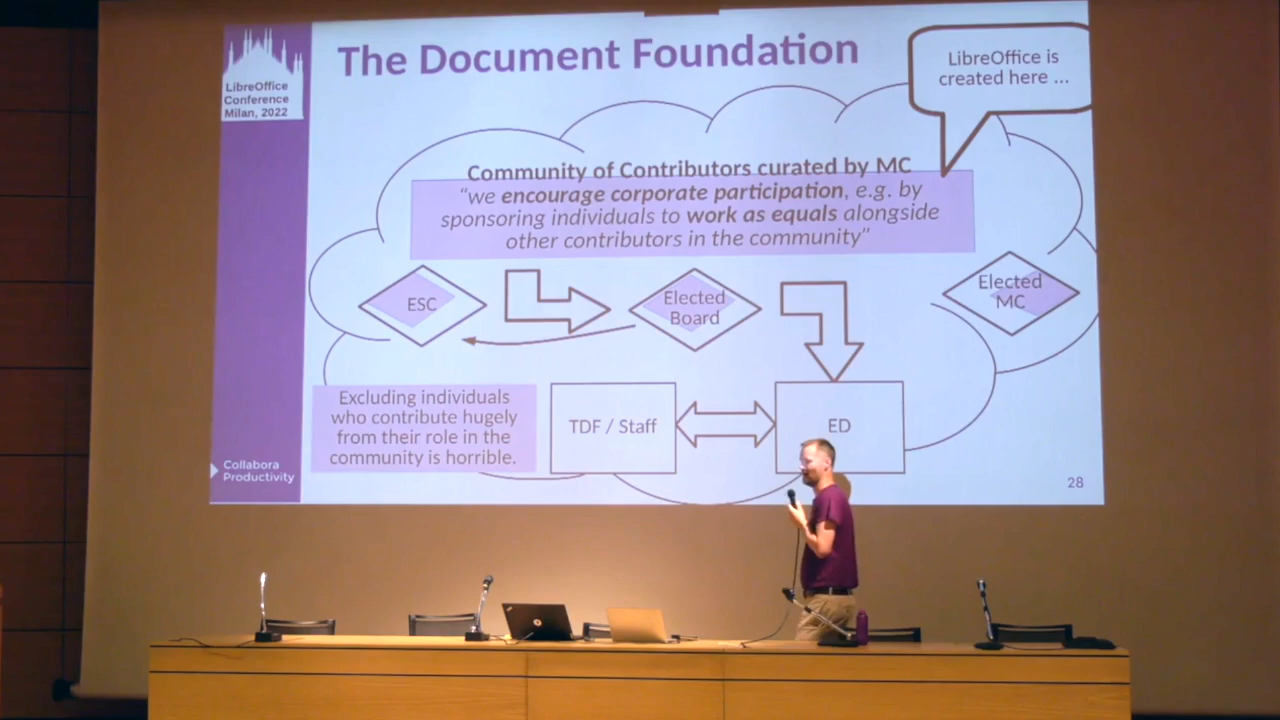 The Document Foundation
LibreOffice is
created here ...
LibreOffice
Conference
Milan, 2022
Community of Contributors curated by MC
"we encourage corporate participation, e.g. by
sponsoring individuals to work as equals alongside
other contributors in the community"
ESC
Elected
Board
Elected
MC
Excluding individuals
who contribute hugely
from their role in the
community is horrible.
TDF / Staff
ED
Collabora
Productivity
28